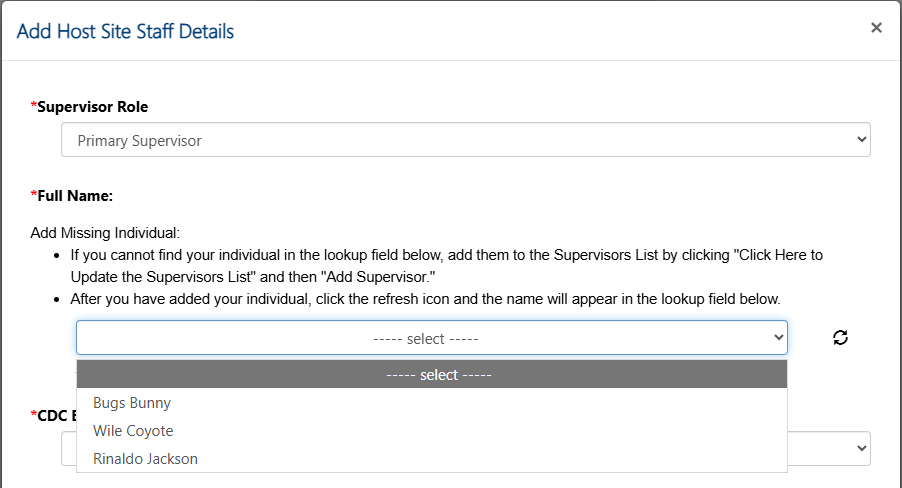 Add Host Site Staff Details
×
*Supervisor Role
Primary Supervisor
*Full Name:
Add Missing Individual:
• If you cannot find your individual in the lookup field below, add them to the Supervisors List by clicking "Click Here to
Update the Supervisors List" and then "Add Supervisor."
• After you have added your individual, click the refresh icon and the name will appear in the lookup field below.
----- select -----
----- select -----
Bugs Bunny
*CDC
Wile Coyote
Rinaldo Jackson